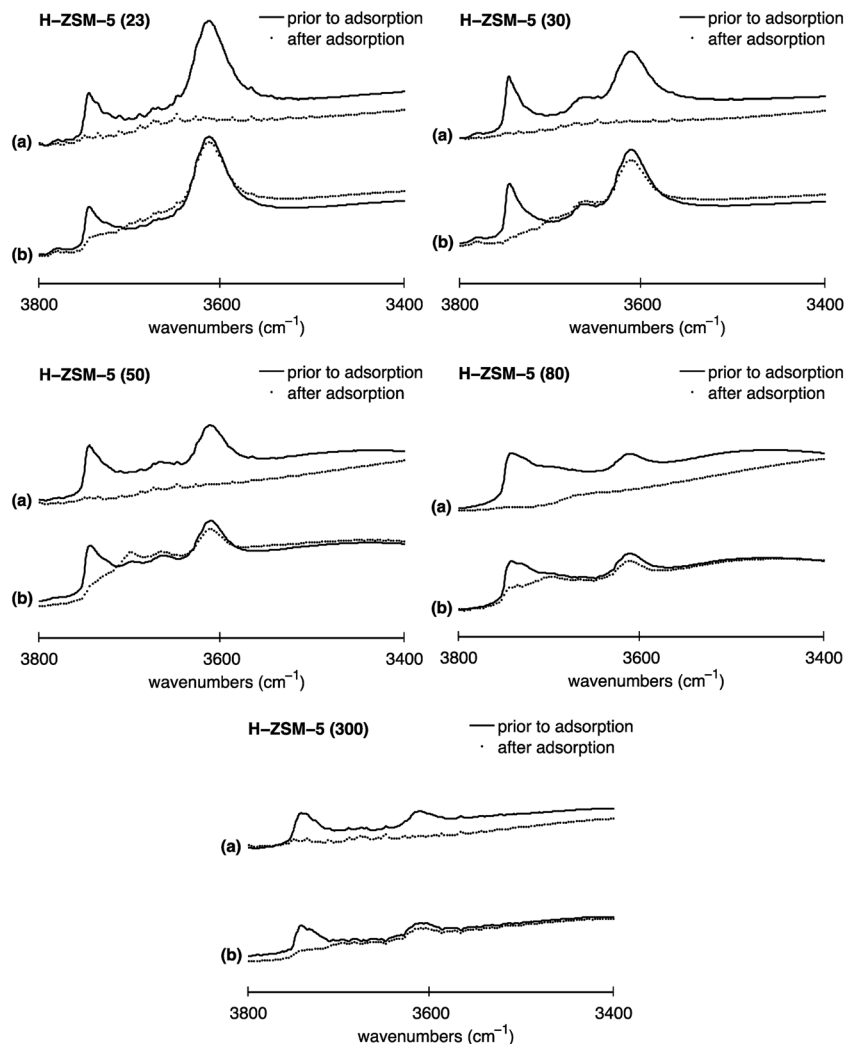 H–ZSM–5 (23)
prior to adsorption
after adsorption
(a)
(b)
3800 3600 3400
wavenumbers (cm⁻¹)
H–ZSM–5 (30)
prior to adsorption
after adsorption
(a)
(b)
3800 3600 3400
wavenumbers (cm⁻¹)
H–ZSM–5 (50)
prior to adsorption
after adsorption
(a)
(b)
3800 3600 3400
wavenumbers (cm⁻¹)
H–ZSM–5 (80)
prior to adsorption
after adsorption
(a)
(b)
3800 3600 3400
wavenumbers (cm⁻¹)
H–ZSM–5 (300)
prior to adsorption
after adsorption
(a)
(b)
3800 3600 3400
wavenumbers (cm⁻¹)